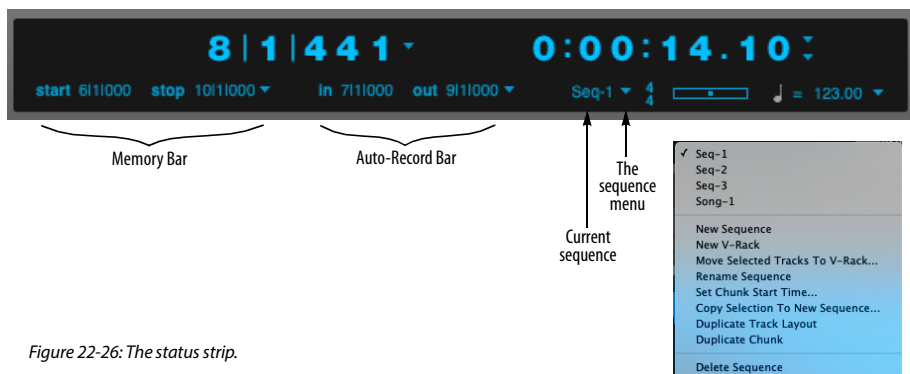 8|1|441 0:00:14.10
start 6|1|000 stop 10|1|000 in 7|1|000 out 9|1|000 Seq-1 4/4 ♩ = 123.00
Memory Bar
Auto-Record Bar
The
sequence
menu
Current
sequence
✓ Seq-1
Seq-2
Seq-3
Song-1
New Sequence
New V-Rack
Move Selected Tracks To V-Rack...
Rename Sequence
Set Chunk Start Time...
Copy Selection To New Sequence...
Duplicate Track Layout
Duplicate Chunk
Delete Sequence
Figure 22-26: The status strip.